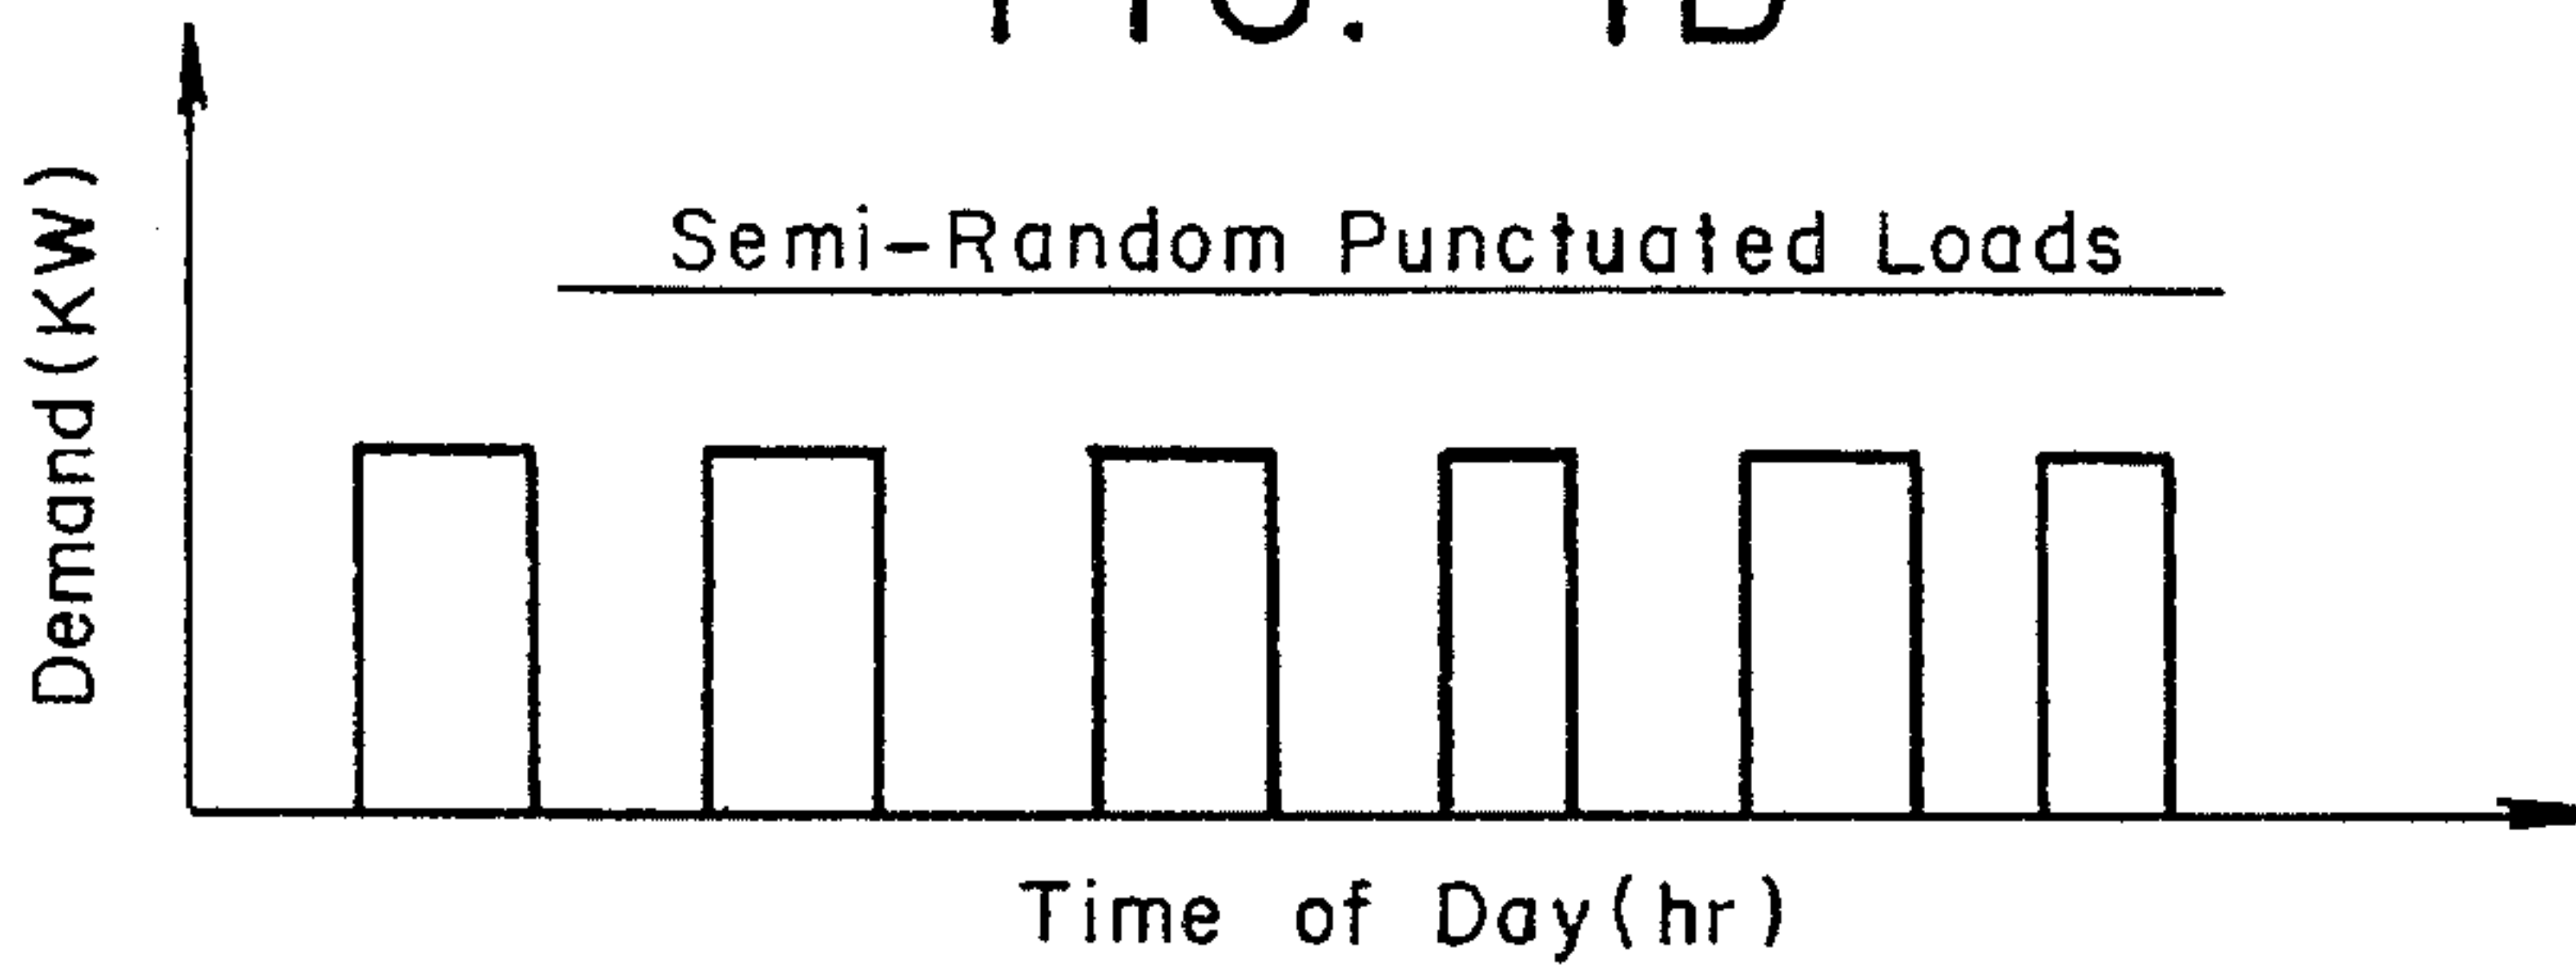 Semi-Random Punctuated Loads
Demand (KW)
Time of Day(hr)